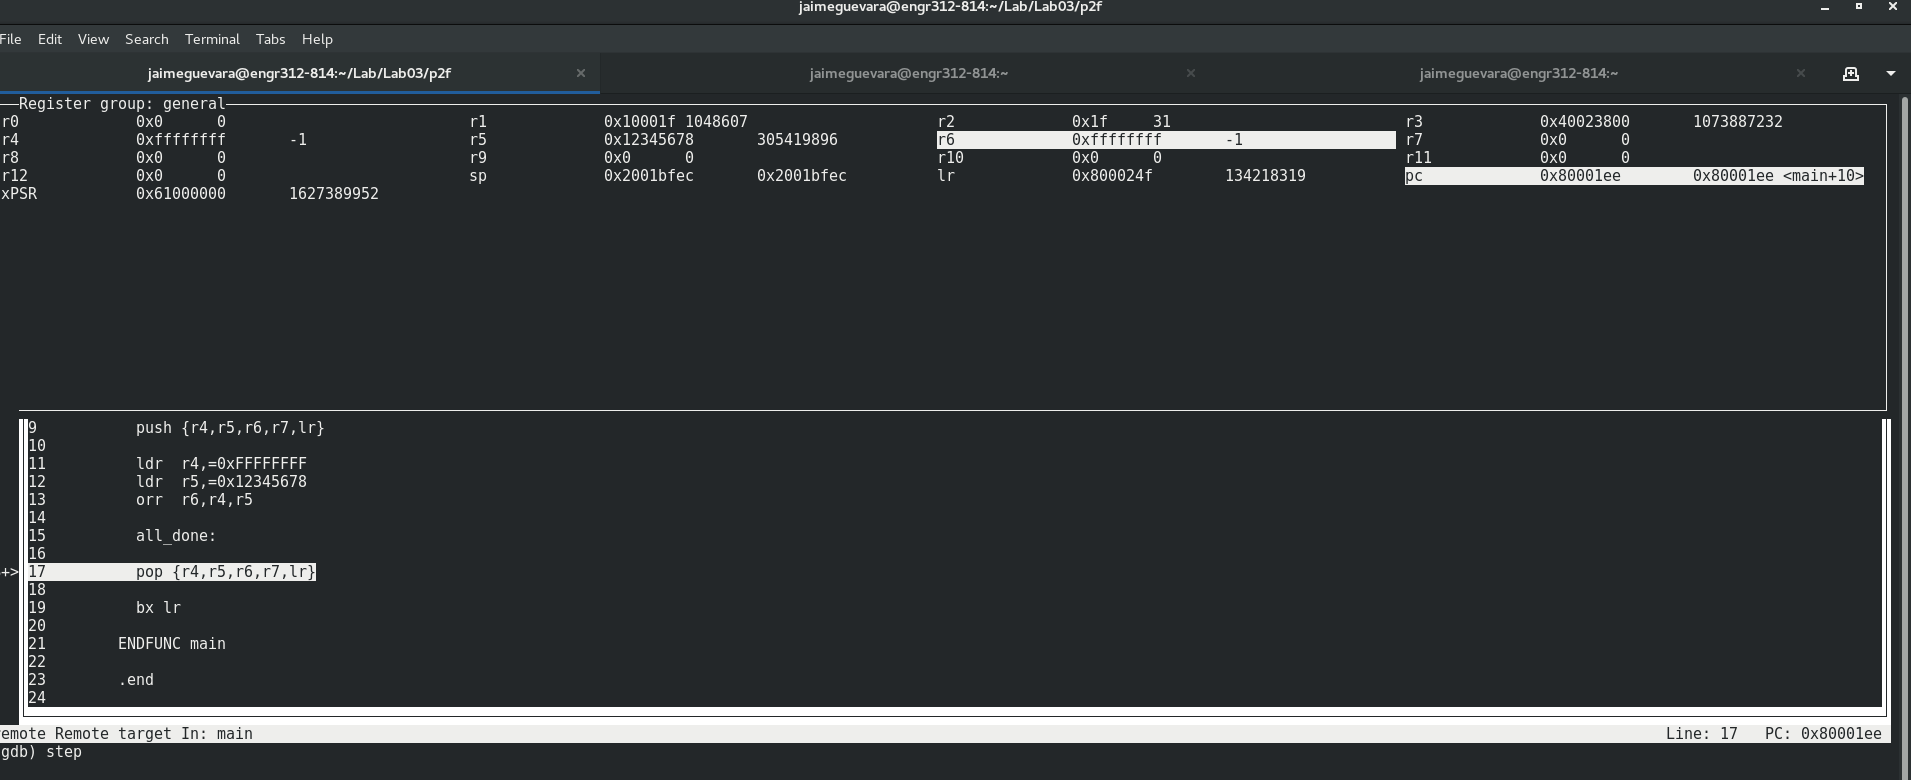 jaimeguevara@engr312-814:~/Lab/Lab03/p2f
File Edit View Search Terminal Tabs Help
jaimeguevara@engr312-814:~/Lab/Lab03/p2f × jaimeguevara@engr312-814:~ × jaimeguevara@engr312-814:~ ×
Register group: general
r0 0x0 0 r1 0x10001f 1048607 r2 0x1f 31 r3 0x40023800 1073887232
r4 0xffffffff -1 r5 0x12345678 305419896 r6 0xffffffff -1 r7 0x0 0
r8 0x0 0 r9 0x0 0 r10 0x0 0 r11 0x0 0
r12 0x0 0 sp 0x2001bfec 0x2001bfec lr 0x800024f 134218319 pc 0x80001ee 0x80001ee <main+10>
xPSR 0x61000000 1627389952
9 push {r4,r5,r6,r7,lr}
10
11 ldr r4,=0xFFFFFFFF
12 ldr r5,=0x12345678
13 orr r6,r4,r5
14
15 all_done:
16
+>17 pop {r4,r5,r6,r7,lr}
18
19 bx lr
20
21 ENDFUNC main
22
23 .end
24
emote Remote target In: main Line: 17 PC: 0x80001ee
gdb) step